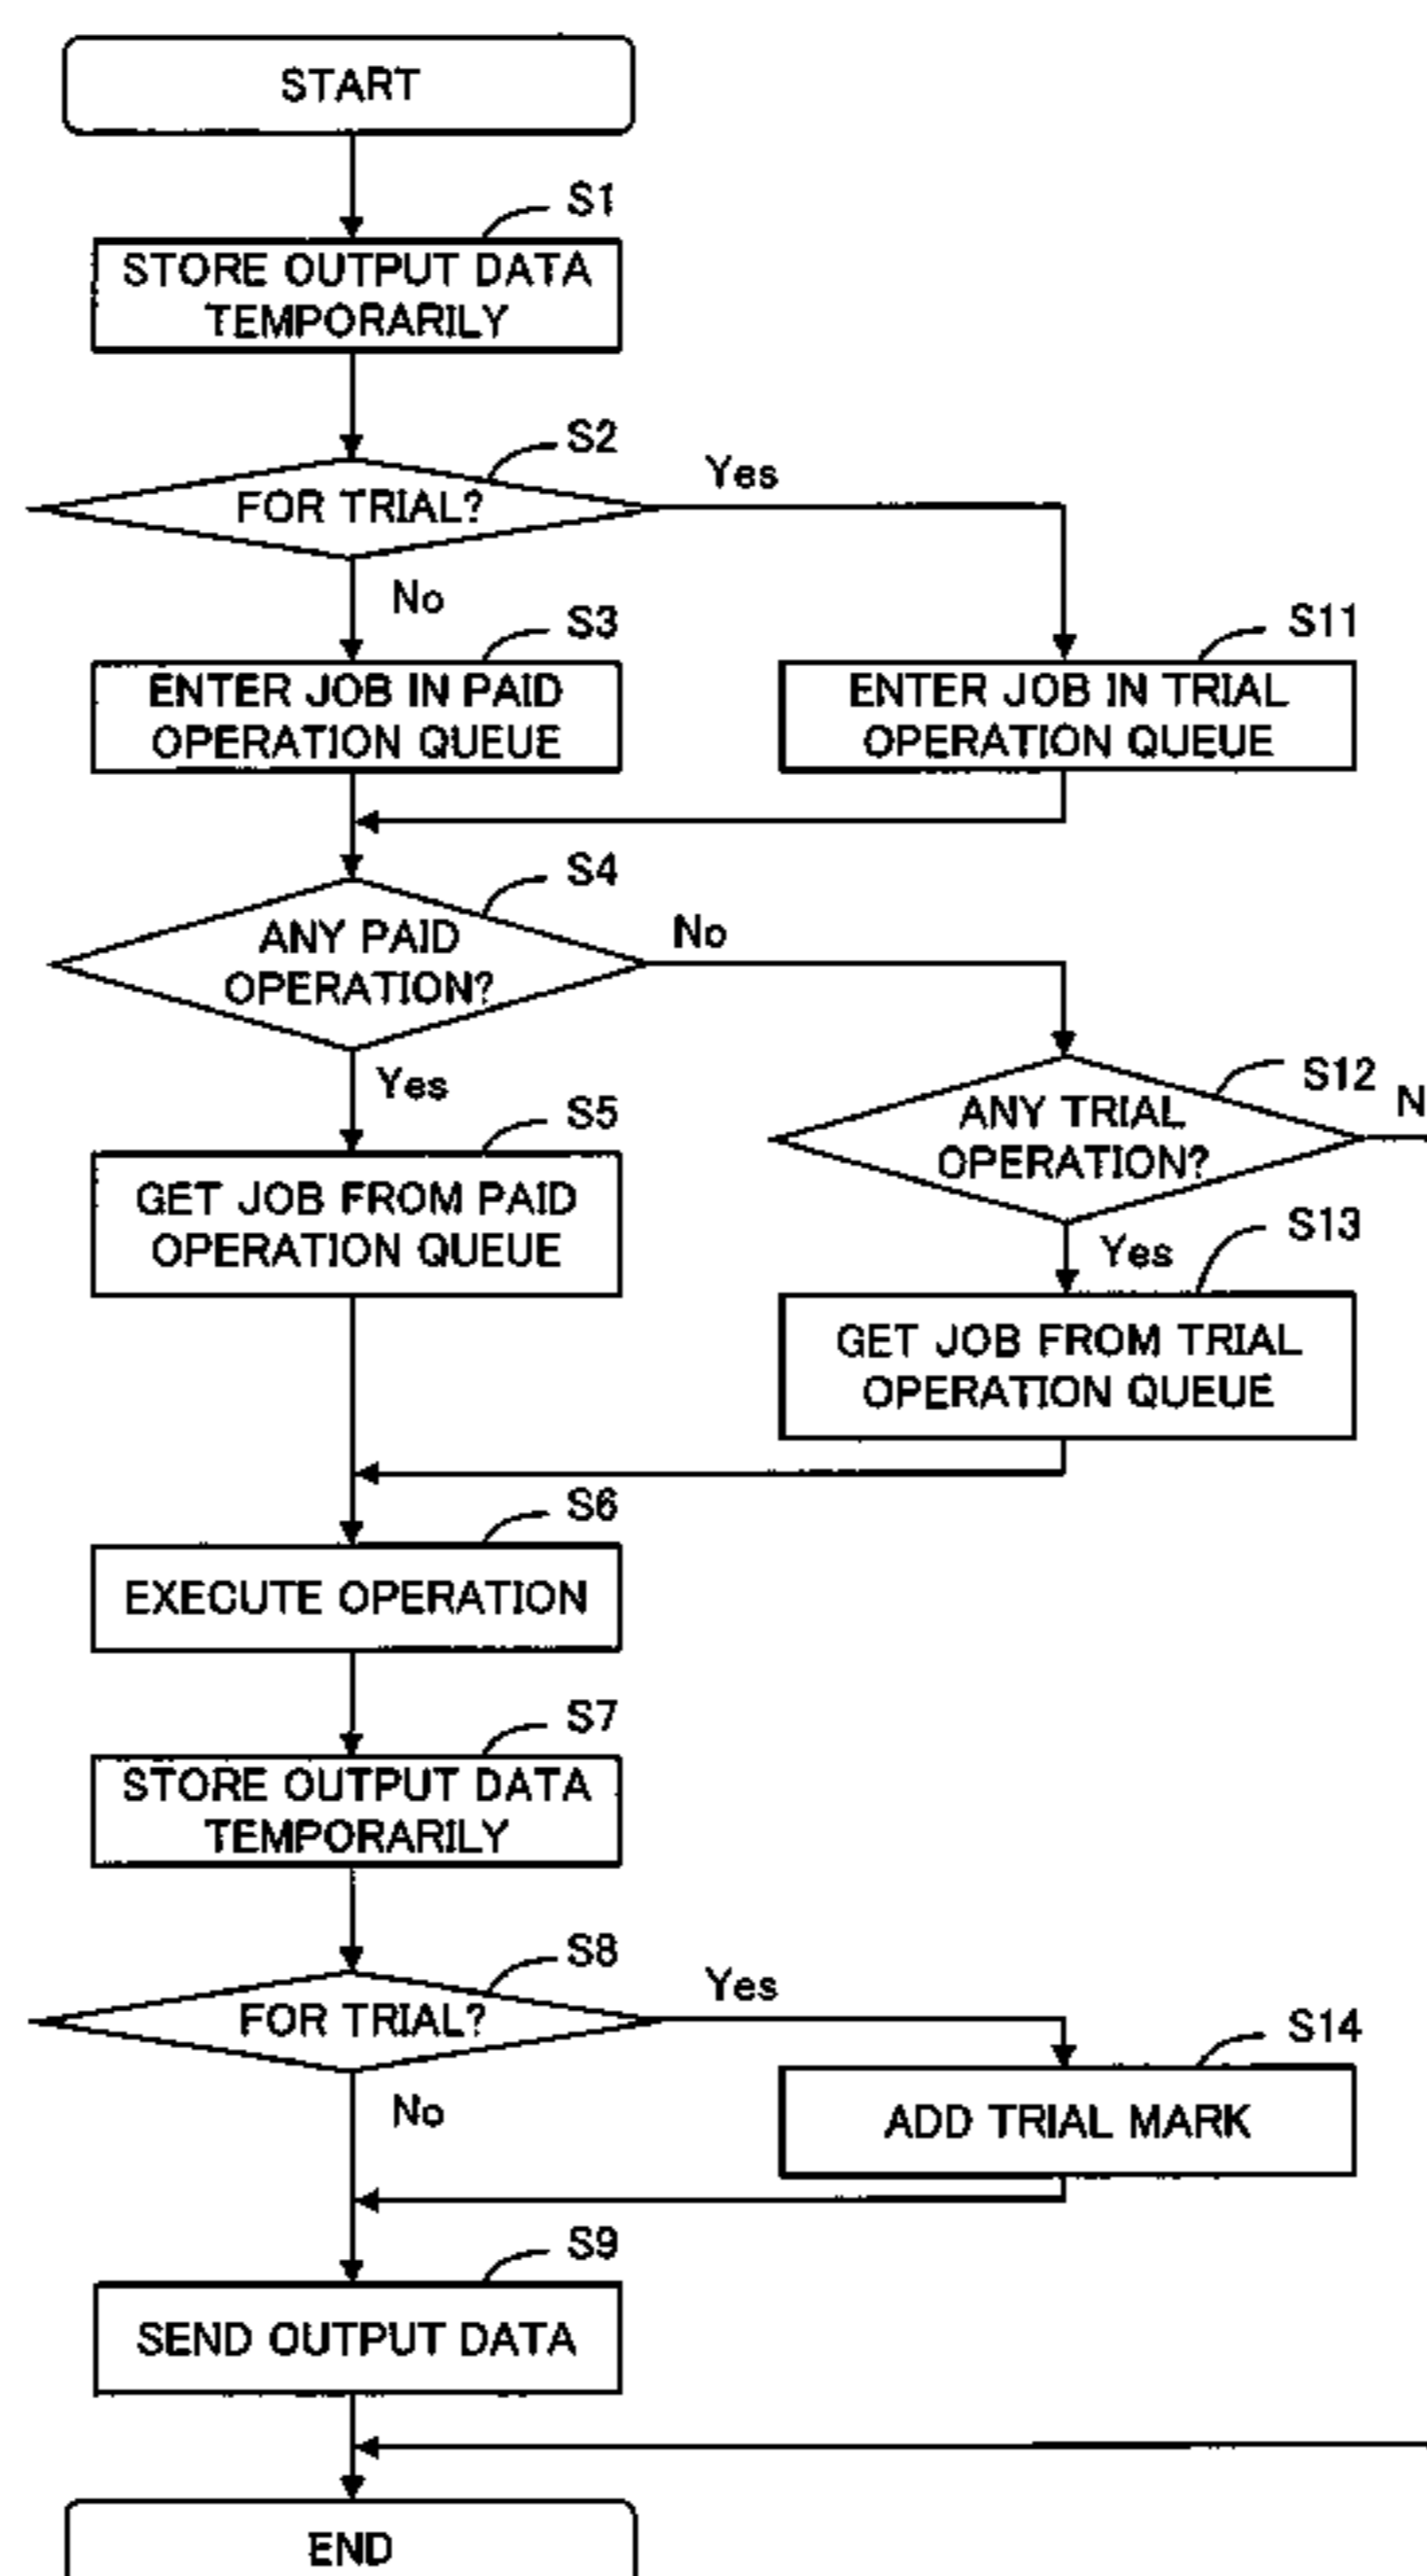 START
S1
STORE OUTPUT DATA
TEMPORARILY
S2
FOR TRIAL?
Yes
No
S3
ENTER JOB IN PAID
OPERATION QUEUE
S11
ENTER JOB IN TRIAL
OPERATION QUEUE
S4
ANY PAID
OPERATION?
No
Yes
S12
ANY TRIAL
OPERATION?
S5
GET JOB FROM PAID
OPERATION QUEUE
Yes
S13
GET JOB FROM TRIAL
OPERATION QUEUE
S6
EXECUTE OPERATION
S7
STORE OUTPUT DATA
TEMPORARILY
S8
FOR TRIAL?
Yes
No
S14
ADD TRIAL MARK
S9
SEND OUTPUT DATA
END